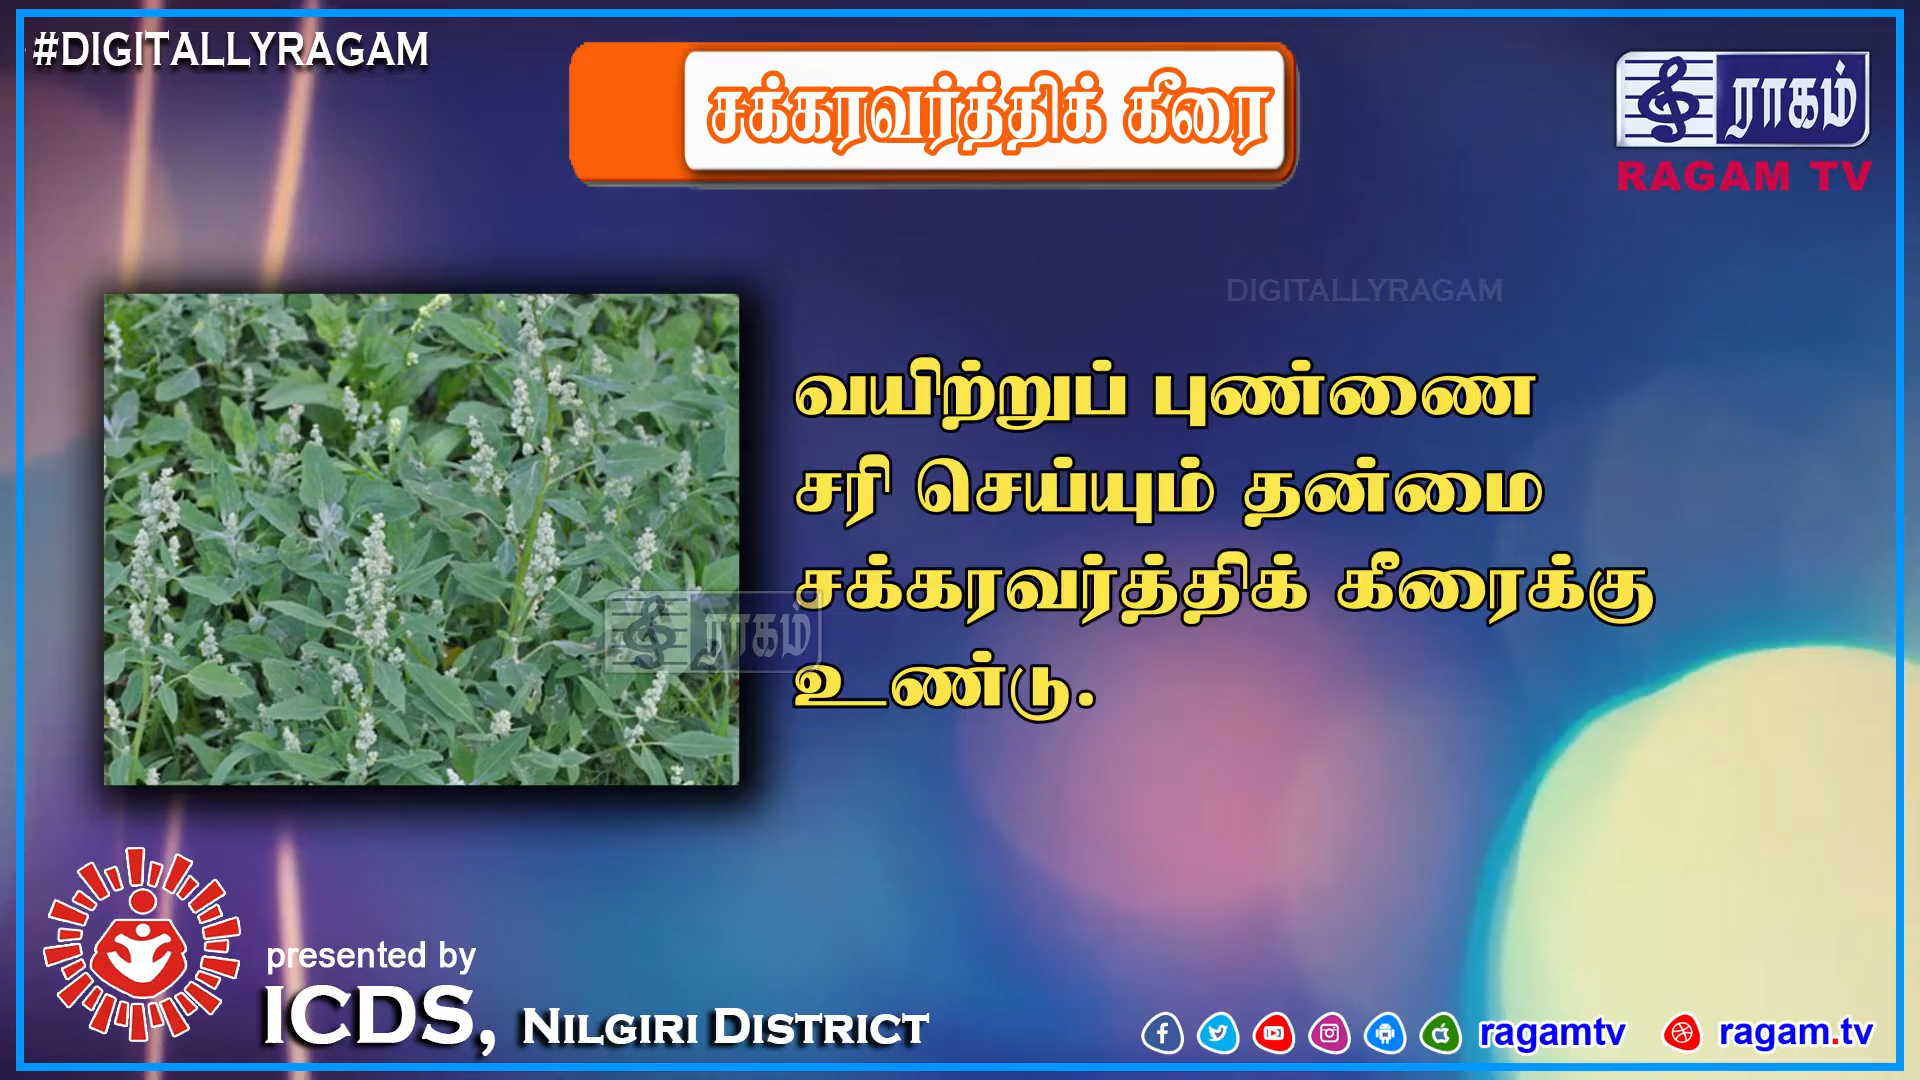 #DIGITALLYRAGAM
சக்கரவர்த்திக் கீரை
ராகம்
RAGAM TV
DIGITALLYRAGAM
வயிற்றுப் புண்ணை
சரி செய்யும் தன்மை
சக்கரவர்த்திக் கீரைக்கு
ராகம்
உண்டு.
presented by
ICDS, NILGIRI DISTRICT
ragamtv
ragam.tv